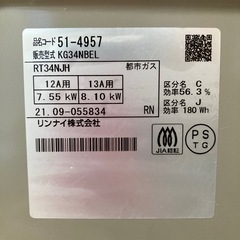 品名コード 51-4957
販売型式 KG34NBEL
RT34NJH 都市ガス
12A用 13A用
7.55 kW 8.10 kW
区分名 C
効率56.3 %
区分名 J
効率 180 Wh
21.09-055834 RN
リンナイ株式会社
JIA認証
PS
TG